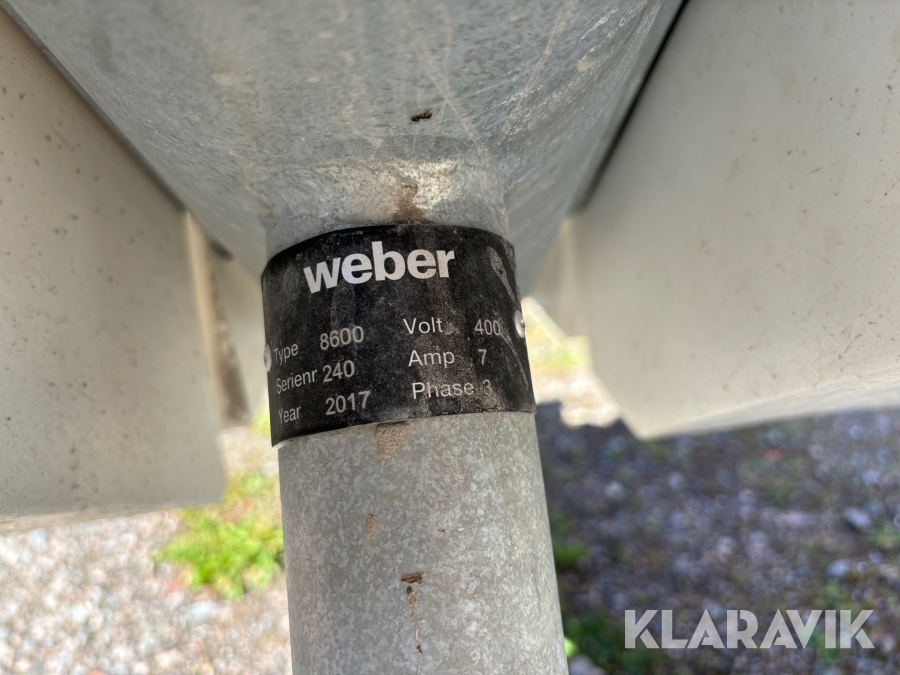 weber
Type 8600
Volt 400
Serienr 240
Amp 7
Year 2017
Phase 3
KLARAVIK